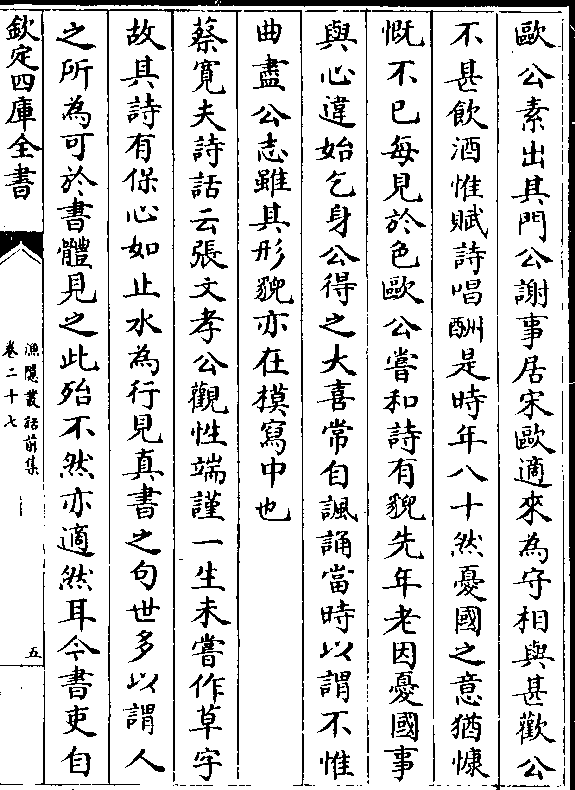 歐公素出其門公謝事居宋歐適來為守相與甚歡公
不甚飲酒惟賦詩唱酬是時年八十然憂國之意猶慷
慨不已每見於色歐公嘗和詩有貌先年老因憂國事
與心違始乞身公得之大喜常自諷誦當時以謂不惟
曲盡公志雖其形貌亦在摸寫中也
蔡寬夫詩話云張文孝公觀性端謹一生未嘗作草字
故其詩有保心如止水為行見真書之句世多以謂人
之所為可於書體見之此殆不然亦適然耳今書吏自
欽定四庫全書
漁隱叢話前集
卷二十七
五